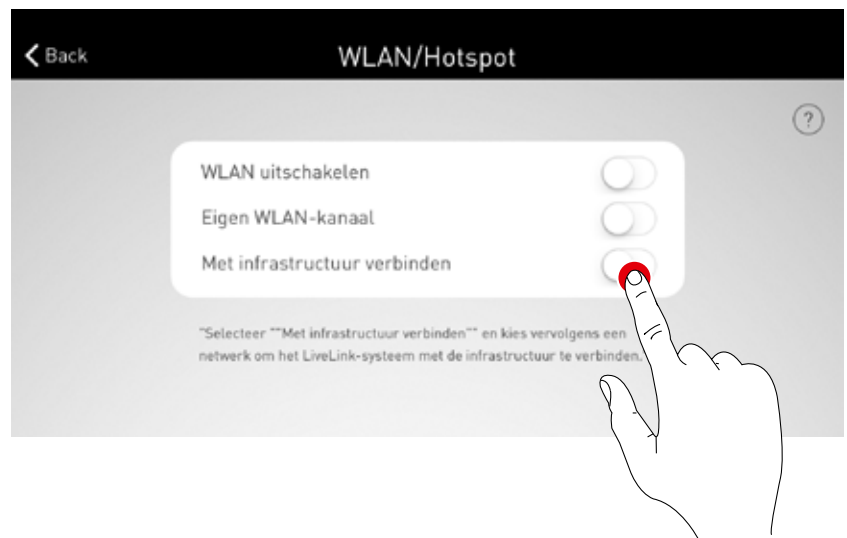 Back
WLAN/Hotspot
?
WLAN uitschakelen
Eigen WLAN-kanaal
Met infrastructuur verbinden
"Selecteer ""Met infrastructuur verbinden"" en kies vervolgens een
netwerk om het LiveLink-systeem met de infrastructuur te verbinden.